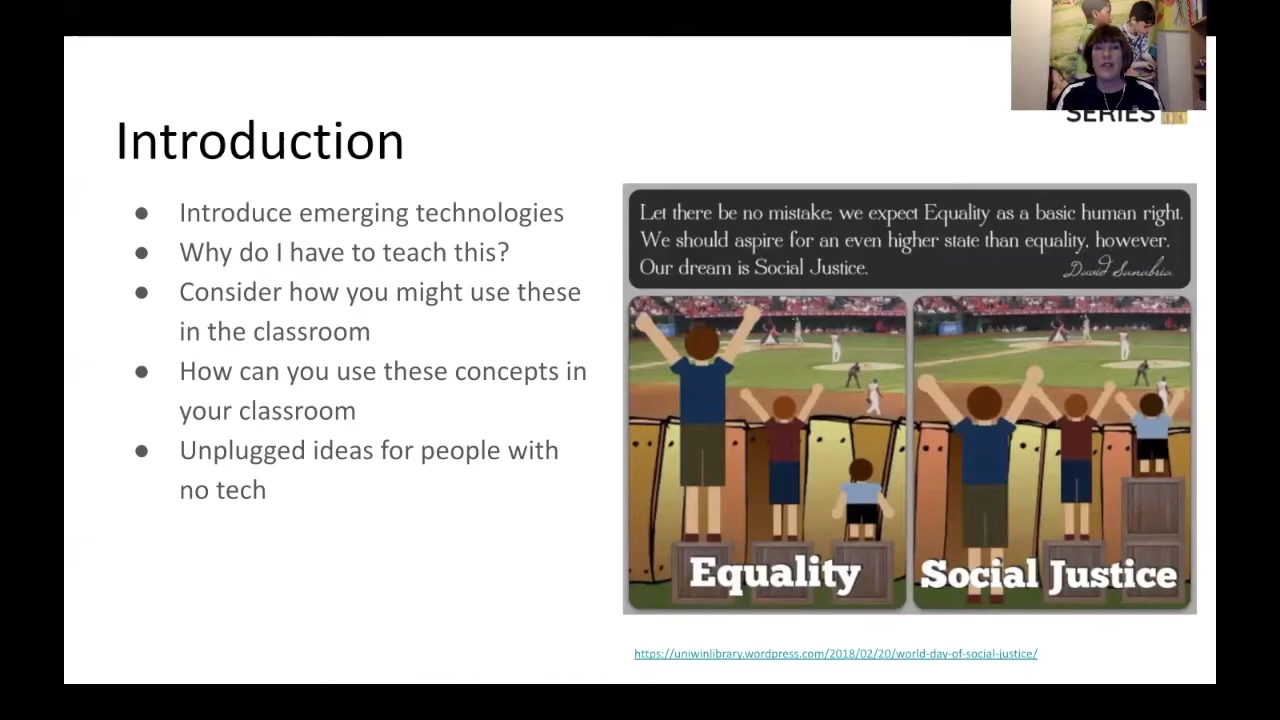 SERIES
Introduction
● Introduce emerging technologies
● Why do I have to teach this?
● Consider how you might use these
in the classroom
● How can you use these concepts in
your classroom
● Unplugged ideas for people with
no tech
Let there be no mistake; we expect Equality as a basic human right.
We should aspire for an even higher state than equality, however.
Our dream is Social Justice.
David Sanabria
Equality
Social Justice
https://uniwinlibrary.wordpress.com/2018/02/20/world-day-of-social-justice/